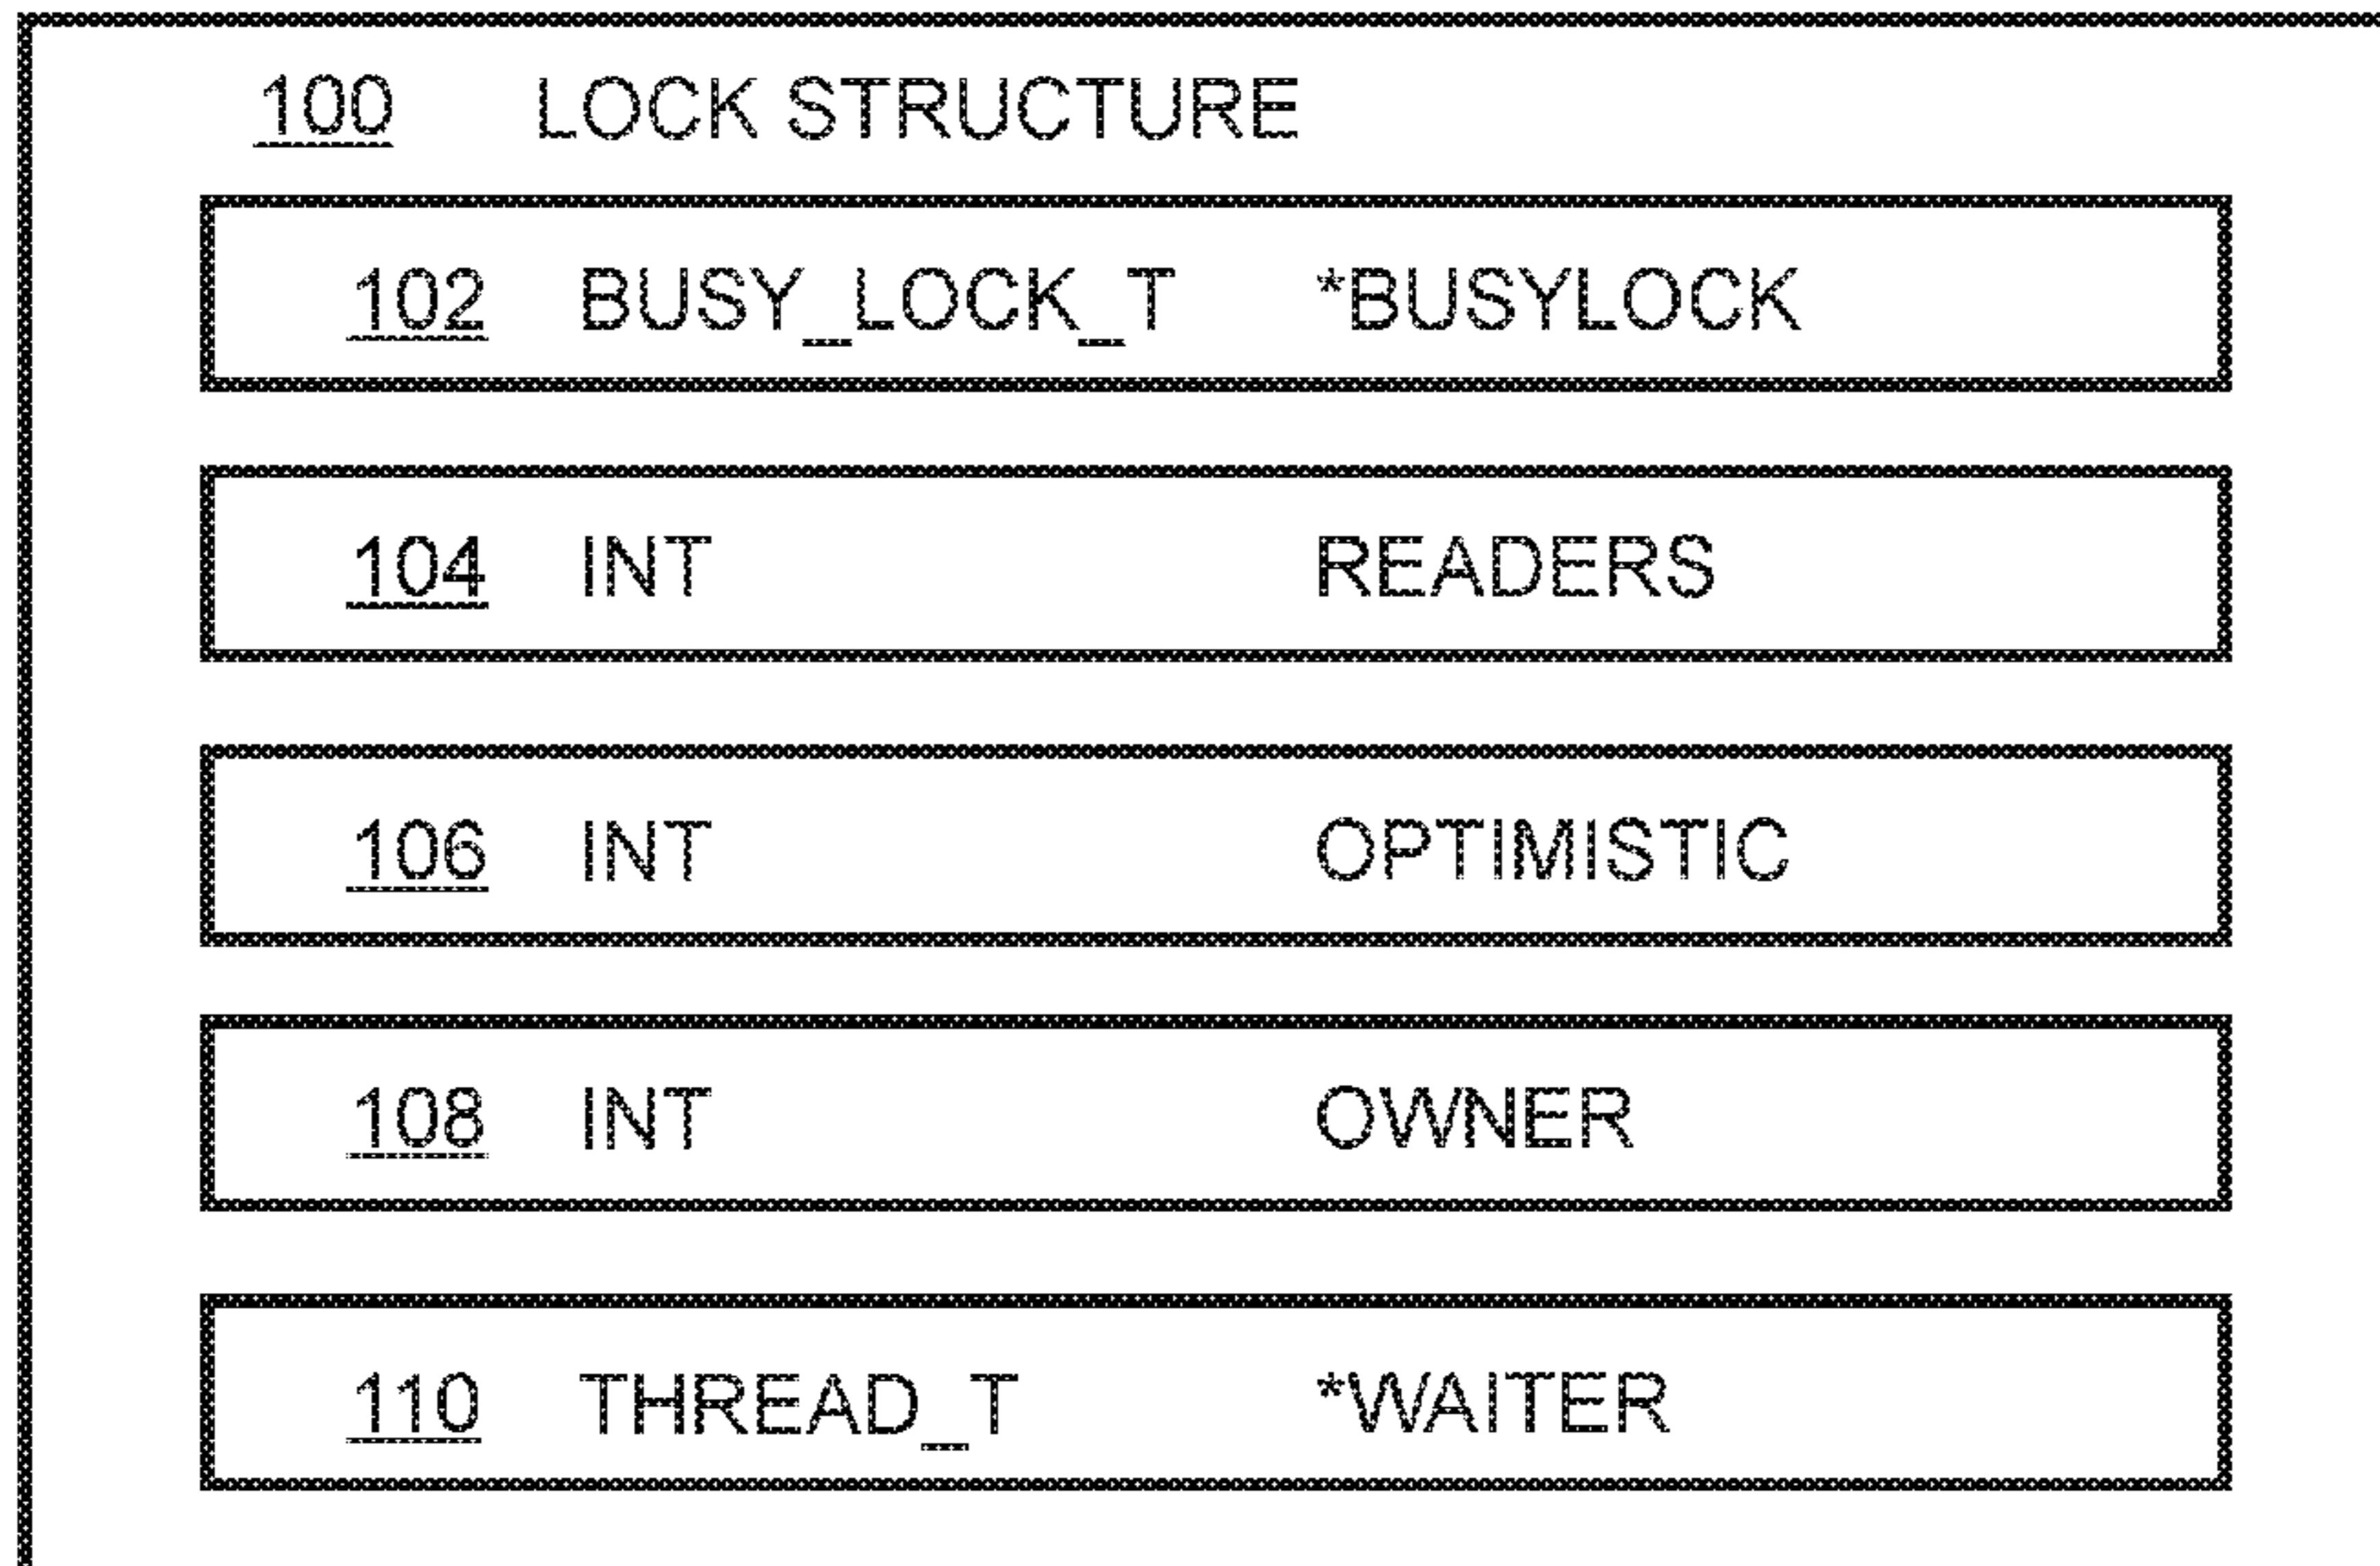 100 LOCK STRUCTURE
102 BUSY_LOCK_T *BUSYLOCK
104 INT READERS
106 INT OPTIMISTIC
108 INT OWNER
110 THREAD_T *WAITER